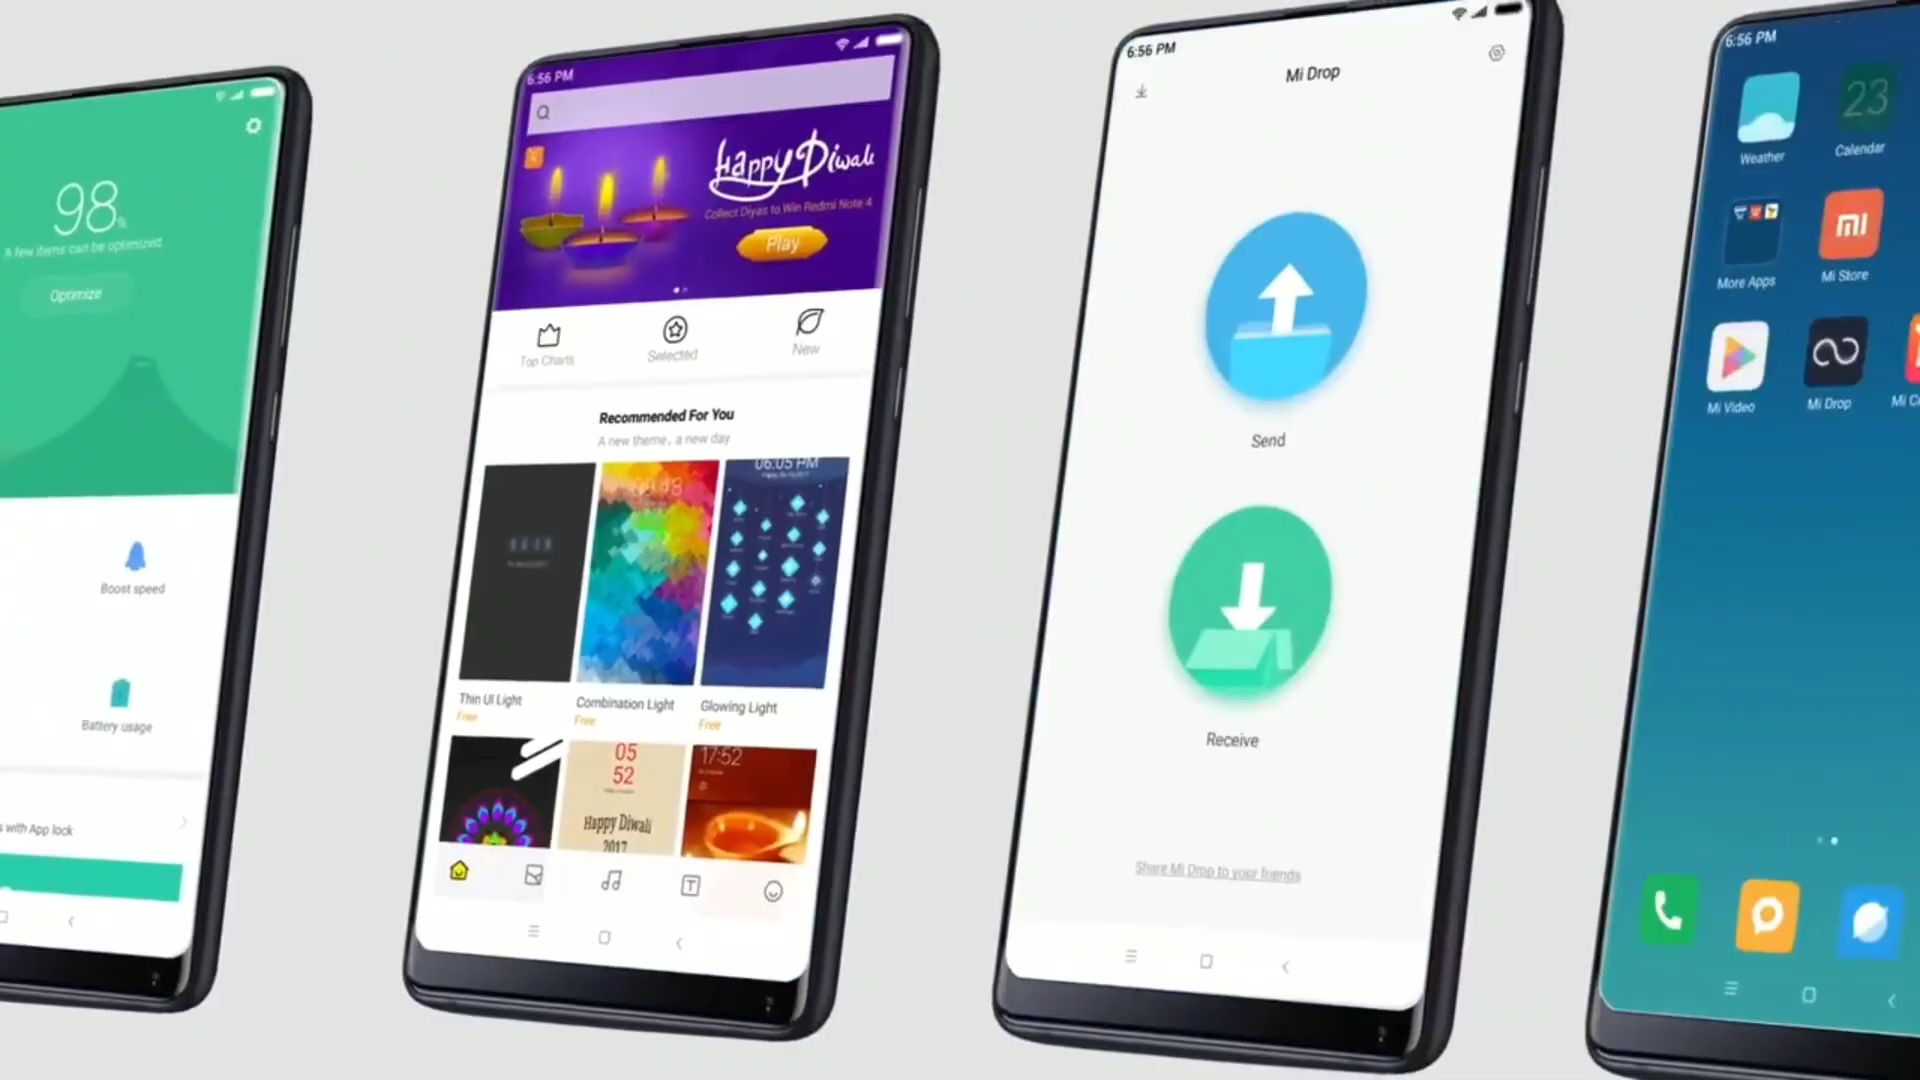 98%
A few items can be optimized
Optimize
Boost speed
Battery usage
s with App lock
6:56 PM
Happy Diwali
Collect Diyas to Win Redmi Note 4
Play
Top Charts
Selected
New
Recommended For You
A new theme, a new day
06:05 PM
Thin UI Light
Free
Combination Light
Free
Glowing Light
Free
05
52
Happy Diwali
2017
17:52
T
6:56 PM
Mi Drop
Send
Receive
Share Mi Drop to your friends
6:56 PM
23
Weather
Calendar
More Apps
mi
Mi Store
Mi Video
Mi Drop
Mi Co